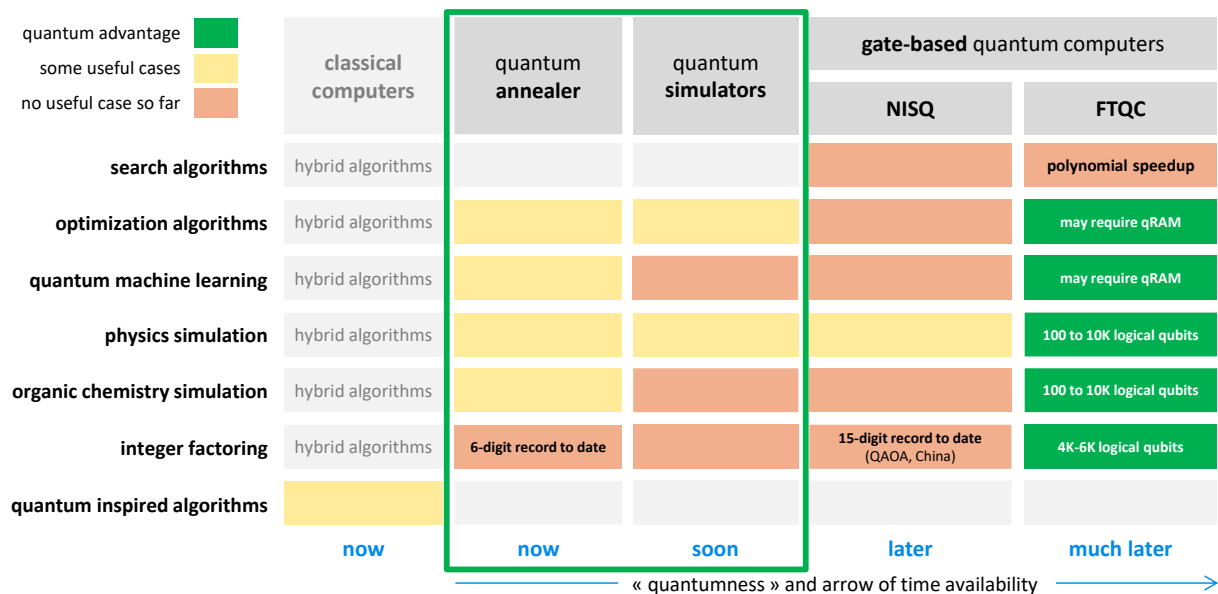 quantum advantage
some useful cases
no useful case so far
classical
computers
quantum
annealer
quantum
simulators
gate-based quantum computers
NISQ
FTQC
search algorithms
hybrid algorithms
polynomial speedup
optimization algorithms
hybrid algorithms
may require qRAM
quantum machine learning
hybrid algorithms
may require qRAM
physics simulation
hybrid algorithms
100 to 10K logical qubits
organic chemistry simulation
hybrid algorithms
100 to 10K logical qubits
integer factoring
hybrid algorithms
6-digit record to date
15-digit record to date
(QAOA, China)
4K-6K logical qubits
quantum inspired algorithms
now
now
soon
later
much later
« quantumness » and arrow of time availability